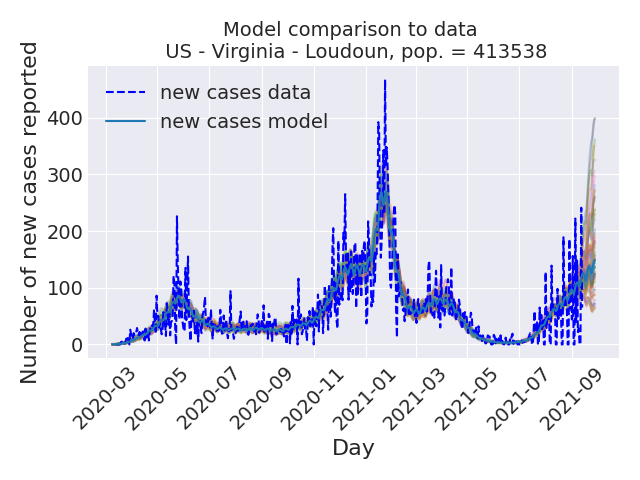 Model comparison to data
US - Virginia - Loudoun, pop. = 413538
Number of new cases reported
new cases data
new cases model
400
300
200
100
0
2020-03
2020-05
2020-07
2020-09
2020-11
2021-01
2021-03
2021-05
2021-07
2021-09
Day